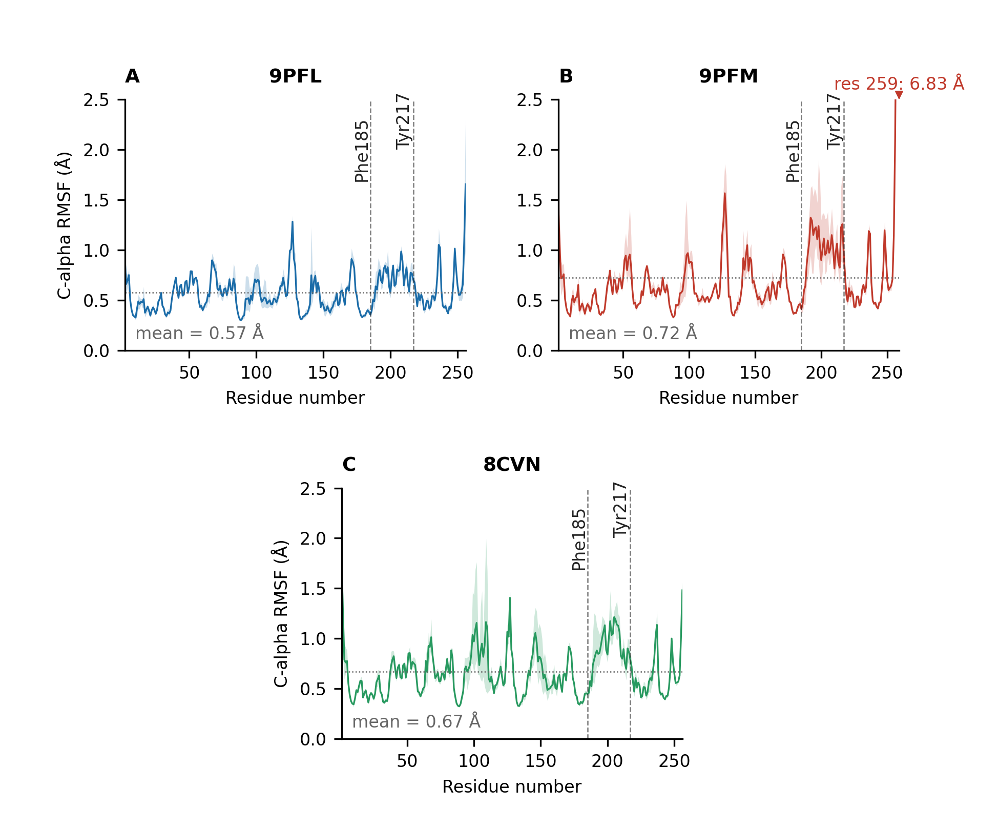 A 9PFL
2.5
2.0
1.5
1.0
0.5
0.0
C-alpha RMSF (Å)
Phe185
Tyr217
mean = 0.57 Å
50 100 150 200 250
Residue number
B 9PFM
res 259: 6.83 Å
2.5
2.0
1.5
1.0
0.5
0.0
Phe185
Tyr217
mean = 0.72 Å
50 100 150 200 250
Residue number
C 8CVN
2.5
2.0
1.5
1.0
0.5
0.0
C-alpha RMSF (Å)
Phe185
Tyr217
mean = 0.67 Å
50 100 150 200 250
Residue number